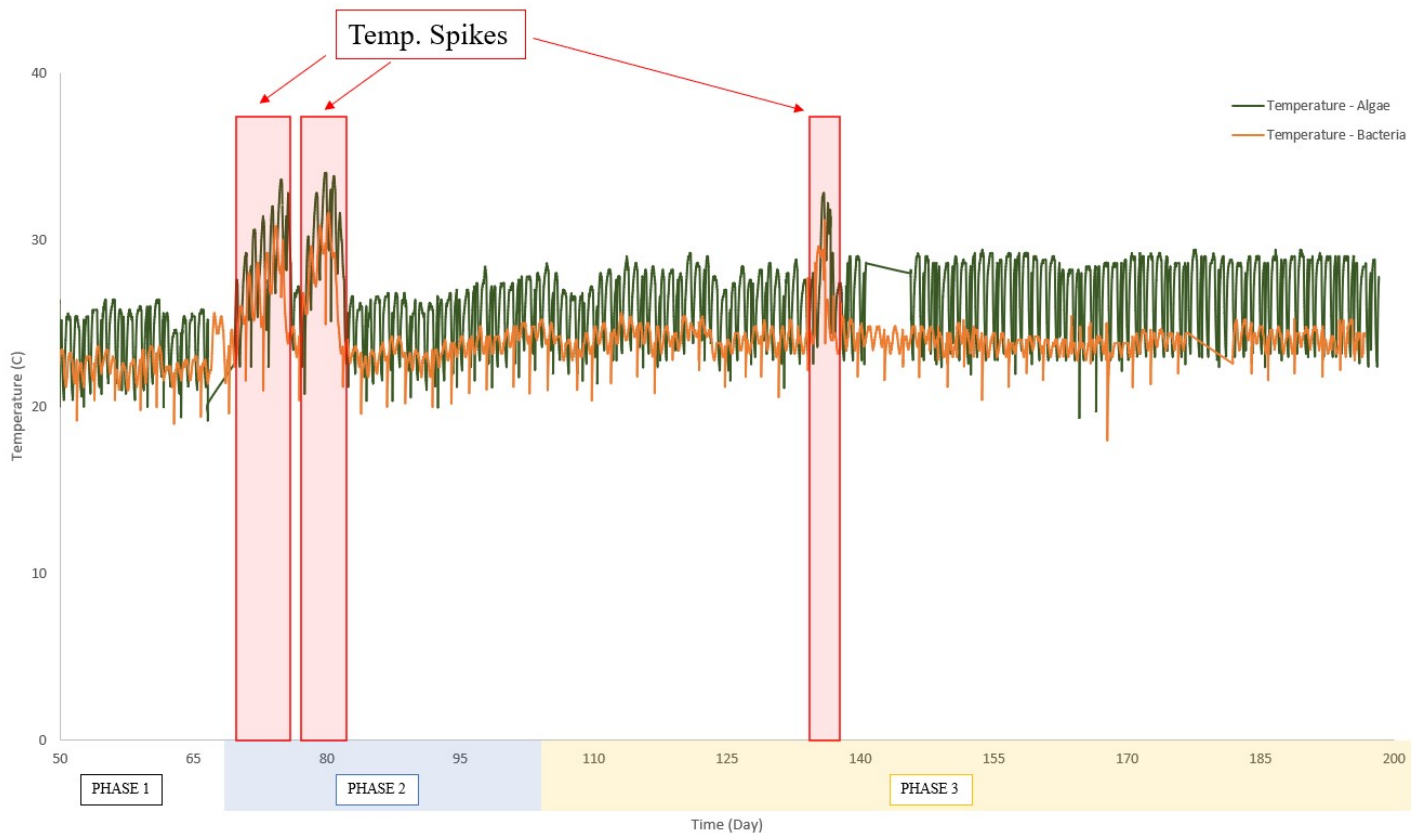 Temp. Spikes
40
Temperature - Algae
Temperature - Bacteria
30
20
Temperature (C)
10
0
50 65 80 95 110 125 140 155 170 185 200
PHASE 1 PHASE 2 PHASE 3
Time (Day)